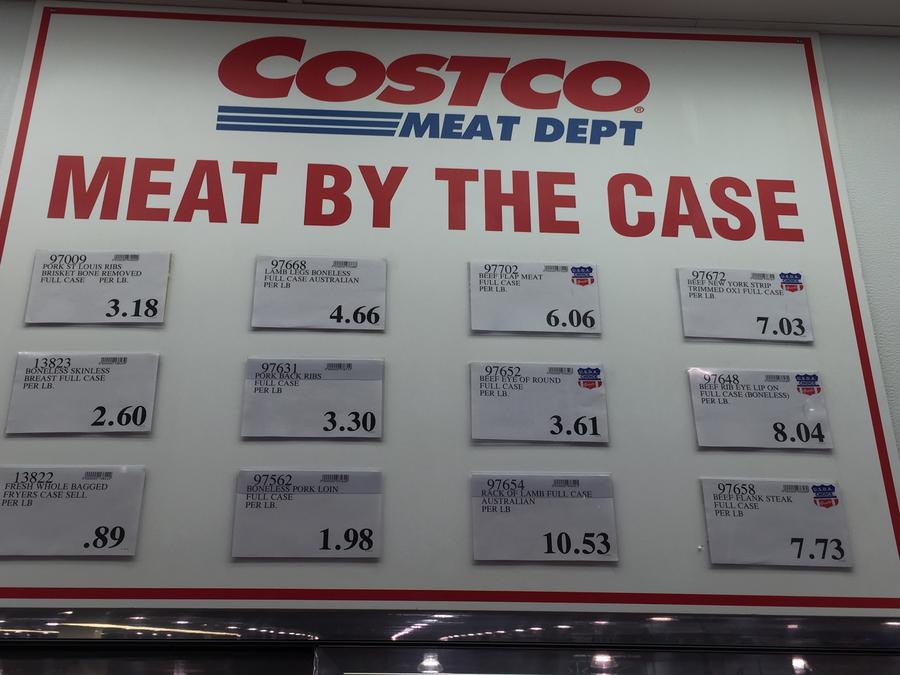 COSTCO®
MEAT DEPT
MEAT BY THE CASE
97009
PORK ST LOUIS RIBS
BRISKET BONE REMOVED
FULL CASE PER LB.
3.18
97668
LAMB LEGS BONELESS
FULL CASE AUSTRALIAN
PER LB
4.66
97702
BEEF FLAP MEAT
FULL CASE
PER LB.
6.06
97672
BEEF NEW YORK STRIP
TRIMMED 0X1 FULL CASE
PER LB.
7.03
13823
BONELESS SKINLESS
BREAST FULL CASE
PER LB.
2.60
97631
PORK BACK RIBS
FULL CASE
PER LB
3.30
97652
BEEF EYE OF ROUND
FULL CASE
PER LB.
3.61
97648
BEEF RIB EYE LIP ON
FULL CASE (BONELESS)
PER LB.
8.04
13822
FRESH WHOLE BAGGED
FRYERS CASE SELL
PER LB
.89
97562
BONELESS PORK LOIN
FULL CASE
PER LB.
1.98
97654
RACK OF LAMB FULL CASE
AUSTRALIAN
PER LB
10.53
97658
BEEF FLANK STEAK
FULL CASE
PER LB
7.73